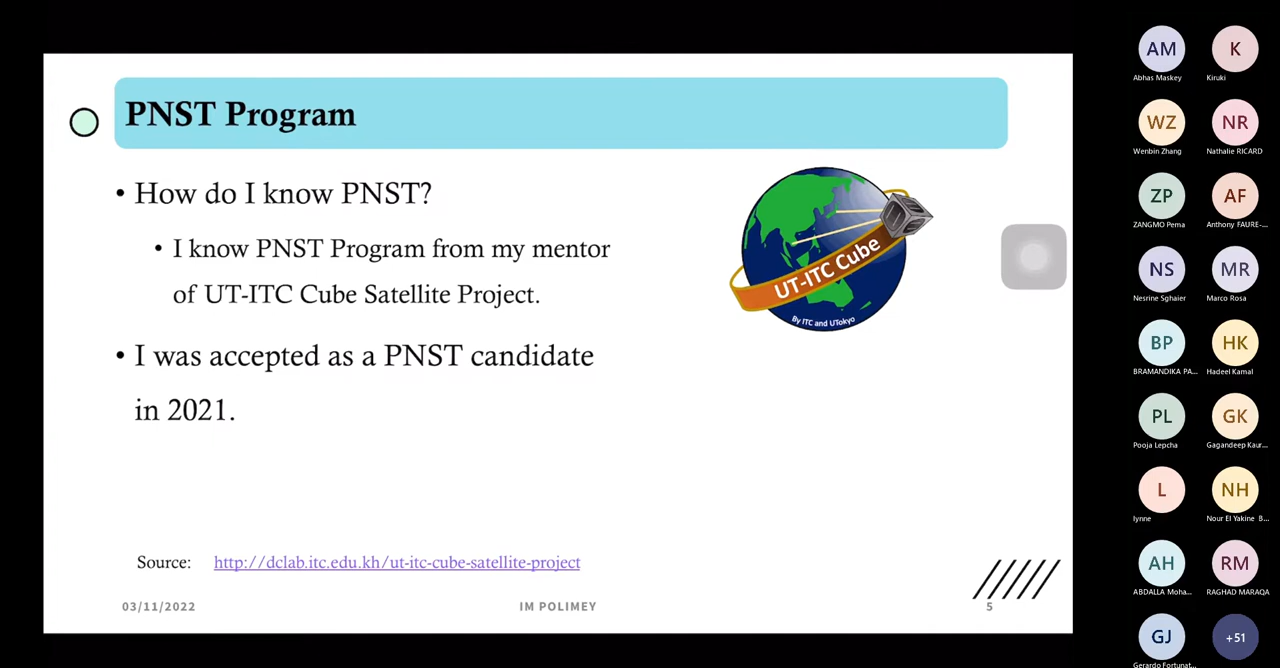 PNST Program
• How do I know PNST?
• I know PNST Program from my mentor
of UT-ITC Cube Satellite Project.
• I was accepted as a PNST candidate
in 2021.
UT-ITC Cube
By ITC and UTokyo
Source: http://dclab.itc.edu.kh/ut-itc-cube-satellite-project
03/11/2022 IM POLIMEY 5
AM K
Abhas Maskey Kiruki
WZ NR
Wenbin Zhang Nathalie RICARD
ZP AF
ZANGMO Pema Anthony FAURE-...
NS MR
Nesrine Sghaier Marco Rosa
BP HK
BRAMANDIKA PA... Hadeel Kamal
PL GK
Pooja Lepcha Gagandeep Kaur...
L NH
lynne Nour El Yakine B...
AH RM
ABDALLA Moha... RAGHAD MARAQA
GJ +51
Gerardo Fortunat...